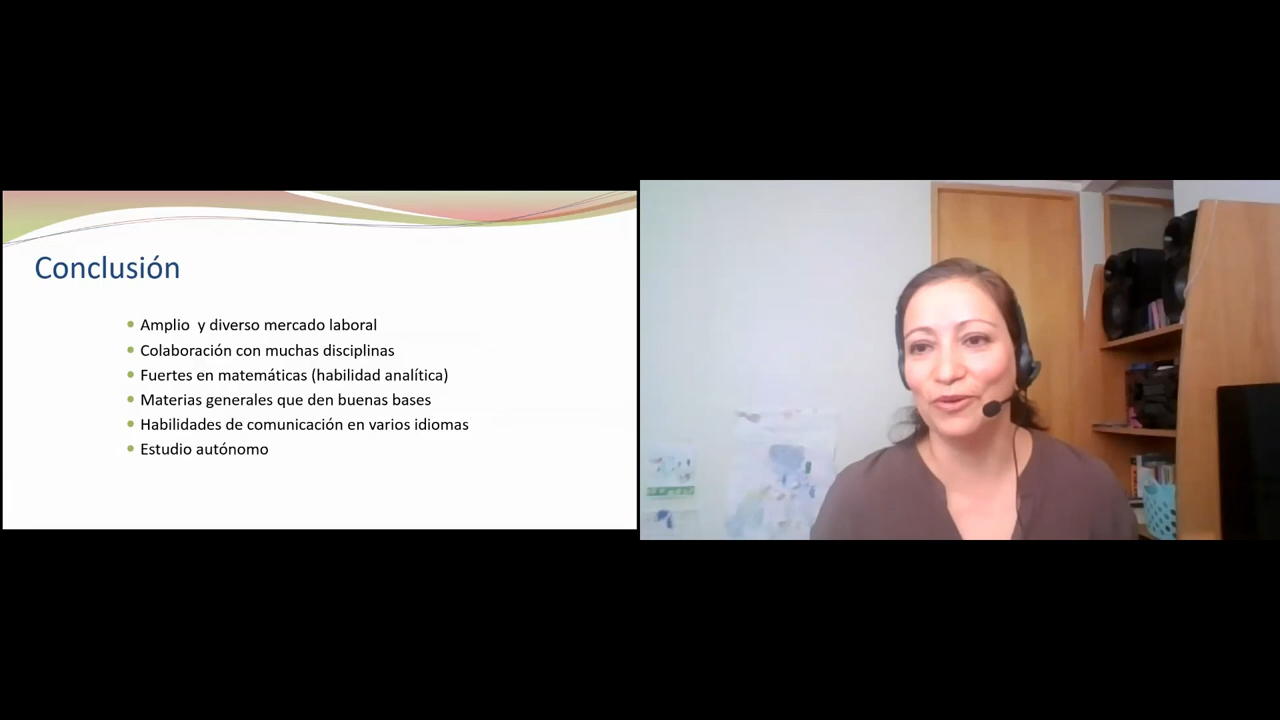 Conclusión
Amplio  y diverso mercado laboral
Colaboración con muchas disciplinas
Fuertes en matemáticas (habilidad analítica)
Materias generales que den buenas bases
Habilidades de comunicación en varios idiomas
Estudio autónomo